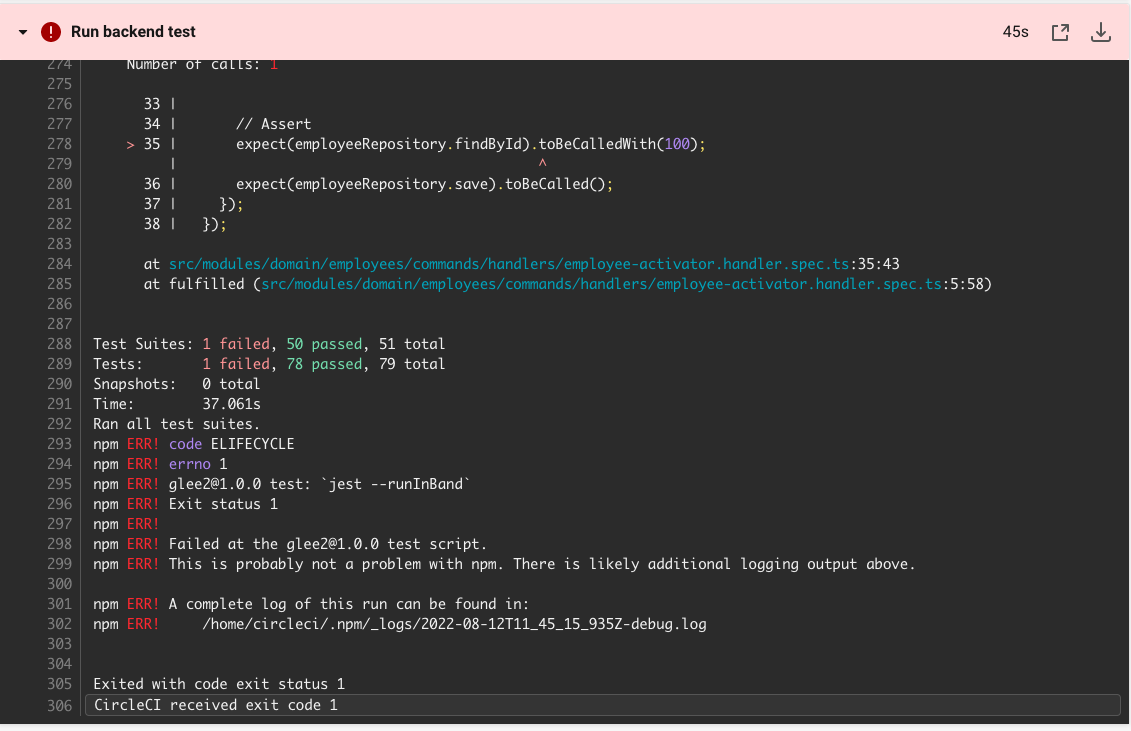 Run backend test 45s
274 Number of calls: 1
275
276 33 |
277 34 | // Assert
278 > 35 | expect(employeeRepository.findById).toBeCalledWith(100);
279 | ^
280 36 | expect(employeeRepository.save).toBeCalled();
281 37 | });
282 38 | });
283
284 at src/modules/domain/employees/commands/handlers/employee-activator.handler.spec.ts:35:43
285 at fulfilled (src/modules/domain/employees/commands/handlers/employee-activator.handler.spec.ts:5:58)
286
287
288 Test Suites: 1 failed, 50 passed, 51 total
289 Tests: 1 failed, 78 passed, 79 total
290 Snapshots: 0 total
291 Time: 37.061s
292 Ran all test suites.
293 npm ERR! code ELIFECYCLE
294 npm ERR! errno 1
295 npm ERR! glee2@1.0.0 test: `jest --runInBand`
296 npm ERR! Exit status 1
297 npm ERR!
298 npm ERR! Failed at the glee2@1.0.0 test script.
299 npm ERR! This is probably not a problem with npm. There is likely additional logging output above.
300
301 npm ERR! A complete log of this run can be found in:
302 npm ERR! /home/circleci/.npm/_logs/2022-08-12T11_45_15_935Z-debug.log
303
304
305 Exited with code exit status 1
306 CircleCI received exit code 1